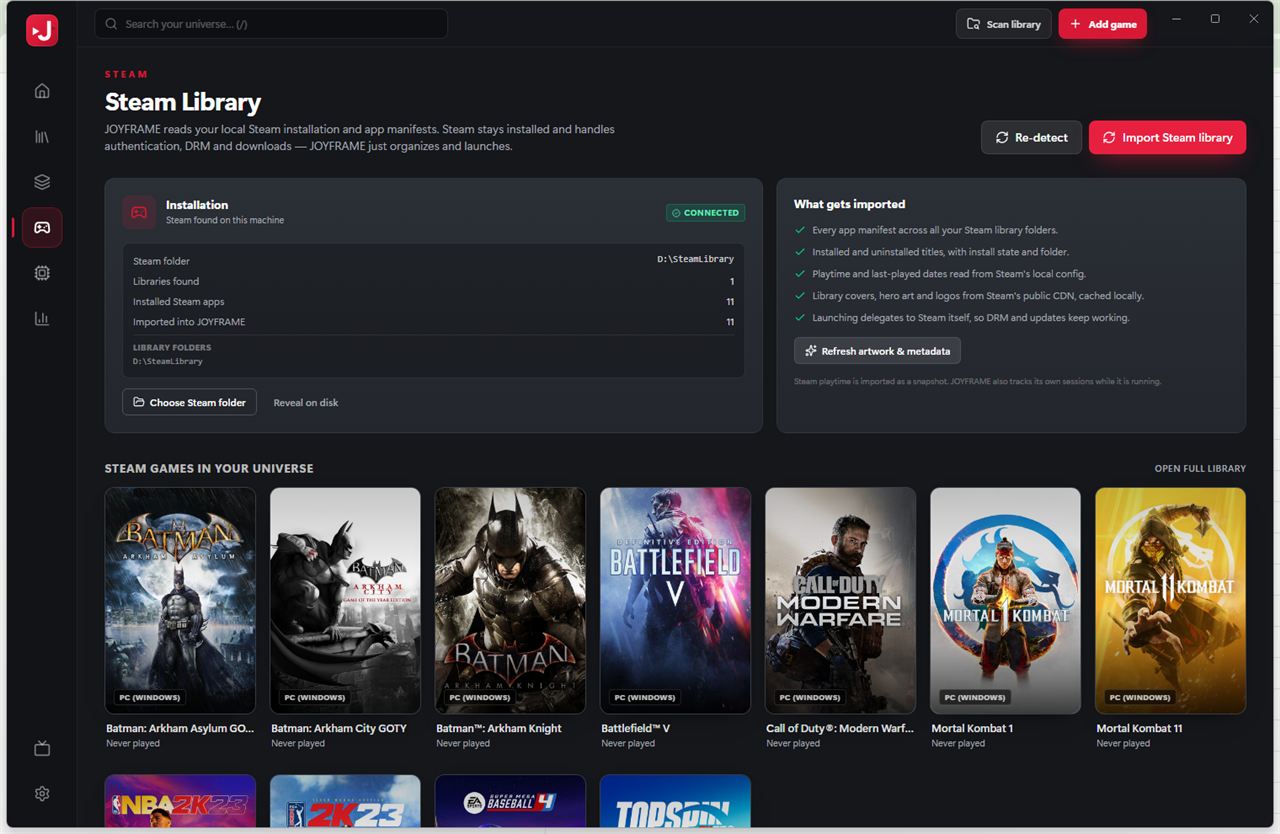 J
Search your universe... (/)
Scan library
Add game
STEAM
Steam Library
JOYFRAME reads your local Steam installation and app manifests. Steam stays installed and handles
authentication, DRM and downloads — JOYFRAME just organizes and launches.
Re-detect
Import Steam library
Installation
Steam found on this machine
CONNECTED
Steam folder
D:\SteamLibrary
Libraries found
1
Installed Steam apps
11
Imported into JOYFRAME
11
LIBRARY FOLDERS
D:\SteamLibrary
Choose Steam folder
Reveal on disk
What gets imported
Every app manifest across all your Steam library folders.
Installed and uninstalled titles, with install state and folder.
Playtime and last-played dates read from Steam's local config.
Library covers, hero art and logos from Steam's public CDN, cached locally.
Launching delegates to Steam itself, so DRM and updates keep working.
Refresh artwork & metadata
Steam playtime is imported as a snapshot. JOYFRAME also tracks its own sessions while it is running.
STEAM GAMES IN YOUR UNIVERSE
OPEN FULL LIBRARY
BATMAN
ARKHAM ASYLUM
PC (WINDOWS)
Batman: Arkham Asylum GO...
Never played
BATMAN
ARKHAM
CITY
GAME OF THE YEAR EDITION
PC (WINDOWS)
Batman: Arkham City GOTY
Never played
BATMAN
ARKHAM KNIGHT
PC (WINDOWS)
Batman™: Arkham Knight
Never played
DEFINITIVE EDITION
BATTLEFIELD
V
PC (WINDOWS)
Battlefield™ V
Never played
CALL OF DUTY
MODERN
WARFARE
PC (WINDOWS)
Call of Duty®: Modern Warf...
Never played
MORTAL 1 KOMBAT
PC (WINDOWS)
Mortal Kombat 1
Never played
MORTAL 11 KOMBAT
PC (WINDOWS)
Mortal Kombat 11
Never played
NBA 2K23
PGA
TOUR
2K23
EA SPORTS
SUPER MEGA
BASEBALL 4
TOPSPIN